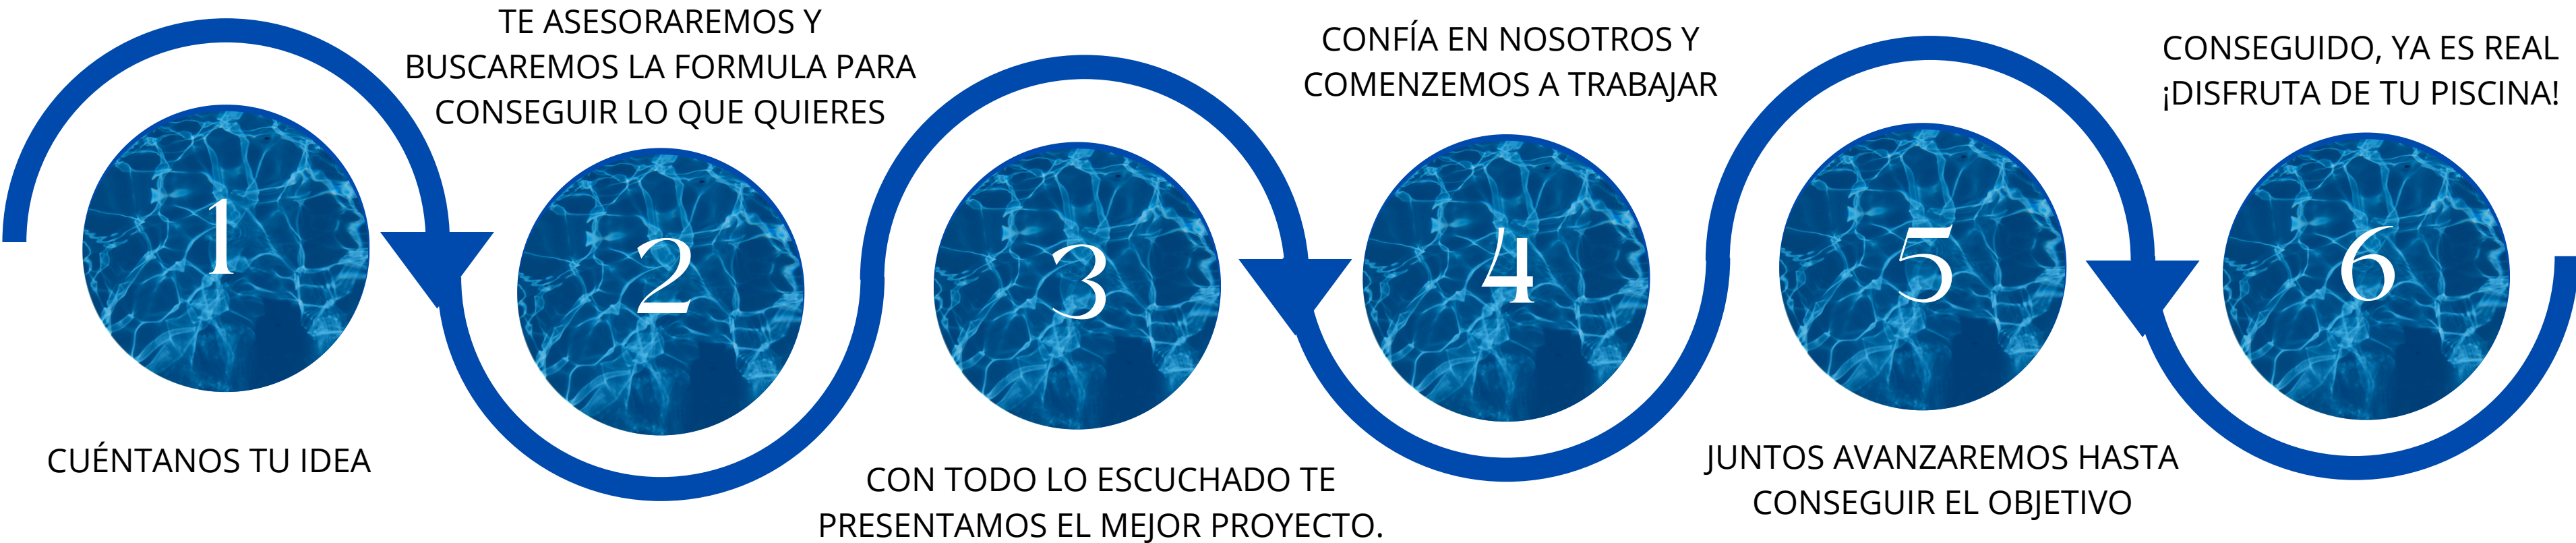 1
CUÉNTANOS TU IDEA
TE ASESORAREMOS Y
BUSCAREMOS LA FORMULA PARA
CONSEGUIR LO QUE QUIERES
2
3
CON TODO LO ESCUCHADO TE
PRESENTAMOS EL MEJOR PROYECTO.
CONFÍA EN NOSOTROS Y
COMENZEMOS A TRABAJAR
4
5
JUNTOS AVANZAREMOS HASTA
CONSEGUIR EL OBJETIVO
CONSEGUIDO, YA ES REAL
¡DISFRUTA DE TU PISCINA!
6